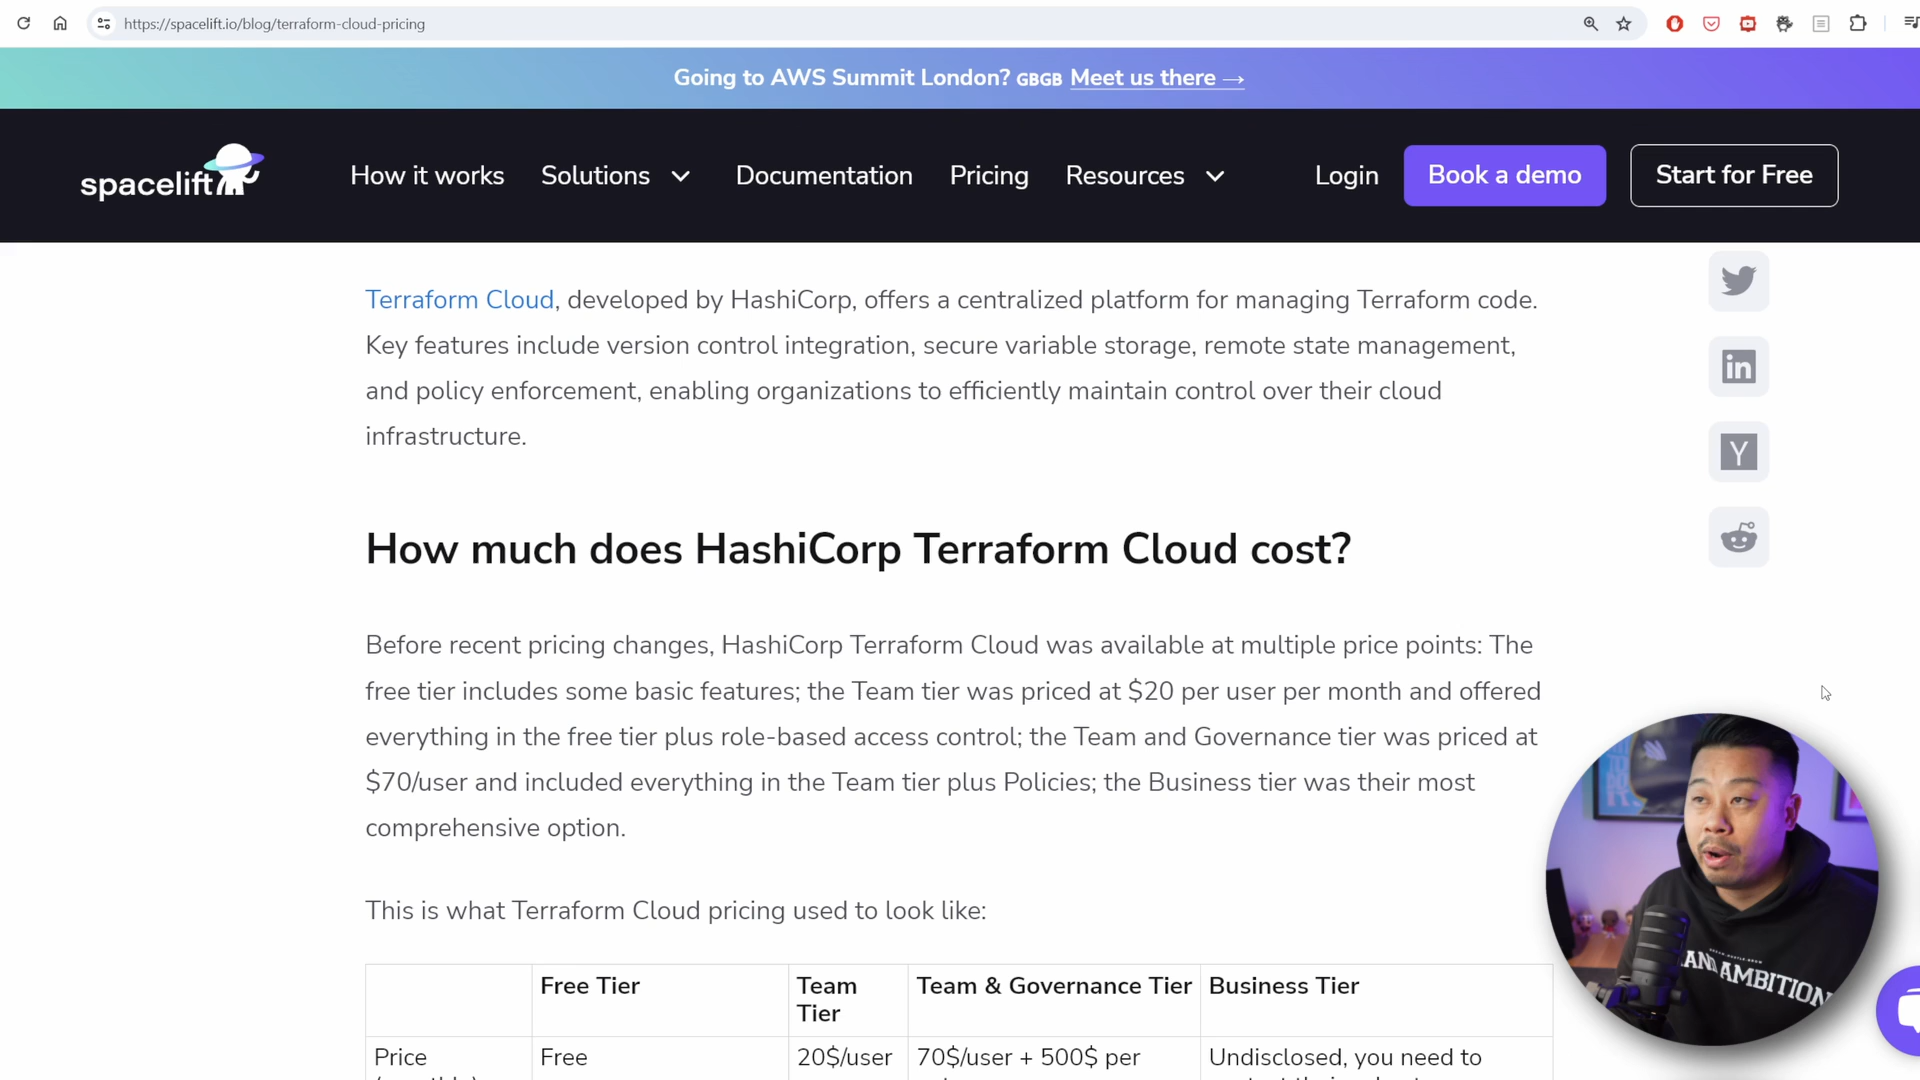 https://spacelift.io/blog/terraform-cloud-pricing
Going to AWS Summit London? GBGB Meet us there →
spacelift
How it works
Solutions
Documentation
Pricing
Resources
Login
Book a demo
Start for Free
Terraform Cloud, developed by HashiCorp, offers a centralized platform for managing Terraform code.
Key features include version control integration, secure variable storage, remote state management,
and policy enforcement, enabling organizations to efficiently maintain control over their cloud
infrastructure.
in
Y
How much does HashiCorp Terraform Cloud cost?
Before recent pricing changes, HashiCorp Terraform Cloud was available at multiple price points: The
free tier includes some basic features; the Team tier was priced at $20 per user per month and offered
everything in the free tier plus role-based access control; the Team and Governance tier was priced at
$70/user and included everything in the Team tier plus Policies; the Business tier was their most
comprehensive option.
This is what Terraform Cloud pricing used to look like:
Free Tier
Team
Tier
Team & Governance Tier
Business Tier
Price
Free
20$/user
70$/user + 500$ per
Undisclosed, you need to
AND AMBITION